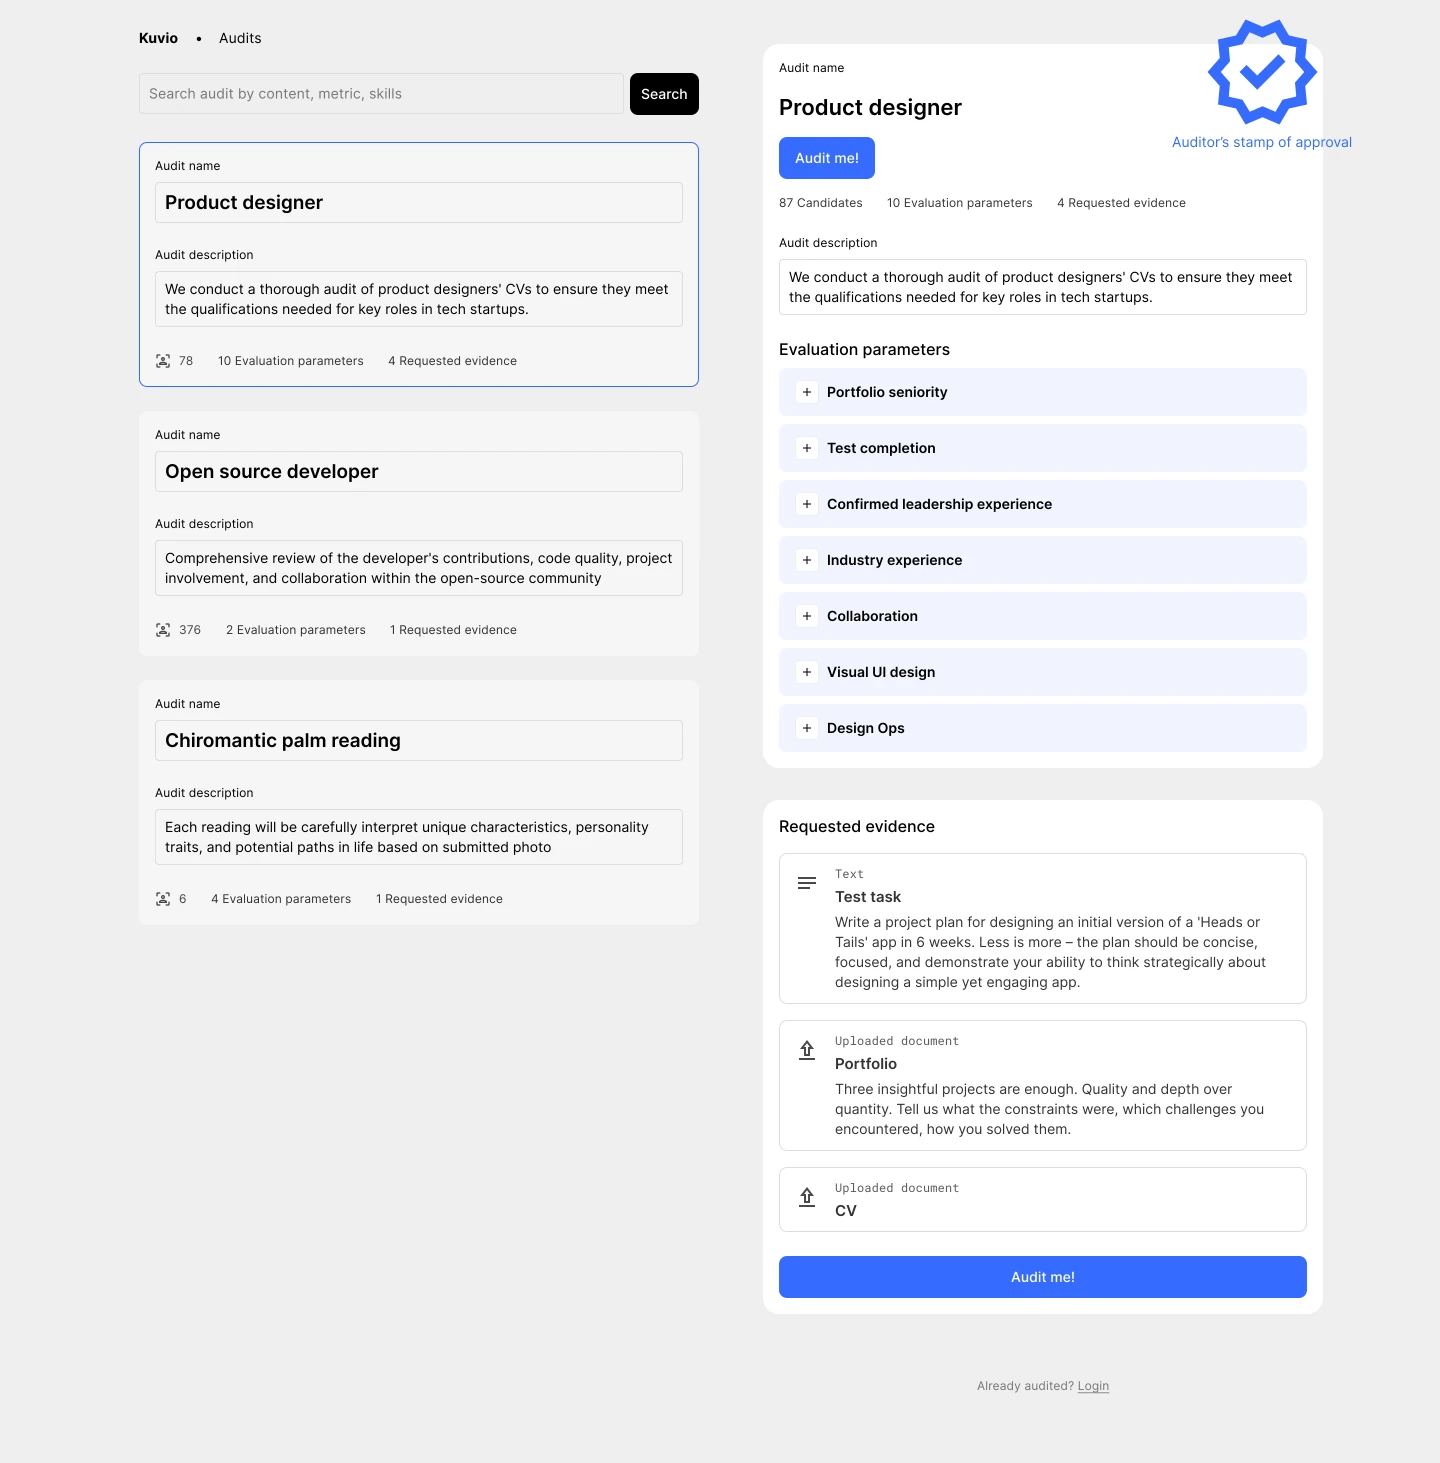 Kuvio • Audits
Search audit by content, metric, skills
Search
Audit name
Product designer
Audit description
We conduct a thorough audit of product designers' CVs to ensure they meet
the qualifications needed for key roles in tech startups.
78 10 Evaluation parameters 4 Requested evidence
Audit name
Open source developer
Audit description
Comprehensive review of the developer's contributions, code quality, project
involvement, and collaboration within the open-source community
376 2 Evaluation parameters 1 Requested evidence
Audit name
Chiromantic palm reading
Audit description
Each reading will be carefully interpret unique characteristics, personality
traits, and potential paths in life based on submitted photo
6 4 Evaluation parameters 1 Requested evidence
Audit name
Product designer
Auditor’s stamp of approval
Audit me!
87 Candidates 10 Evaluation parameters 4 Requested evidence
Audit description
We conduct a thorough audit of product designers' CVs to ensure they meet
the qualifications needed for key roles in tech startups.
Evaluation parameters
+ Portfolio seniority
+ Test completion
+ Confirmed leadership experience
+ Industry experience
+ Collaboration
+ Visual UI design
+ Design Ops
Requested evidence
Text
Test task
Write a project plan for designing an initial version of a 'Heads or
Tails' app in 6 weeks. Less is more – the plan should be concise,
focused, and demonstrate your ability to think strategically about
designing a simple yet engaging app.
Uploaded document
Portfolio
Three insightful projects are enough. Quality and depth over
quantity. Tell us what the constraints were, which challenges you
encountered, how you solved them.
Uploaded document
CV
Audit me!
Already audited? Login